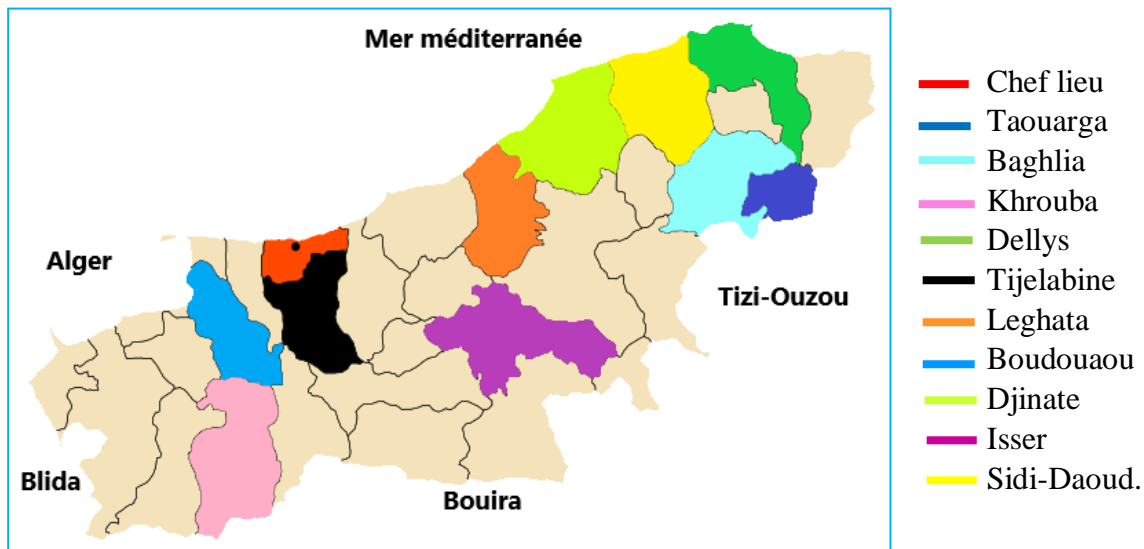 Mer méditerranée
Alger
Tizi-Ouzou
Blida
Bouira
Chef lieu
Taouarga
Baghlia
Khrouba
Dellys
Tijelabine
Leghata
Boudouaou
Djinate
Isser
Sidi-Daoud.